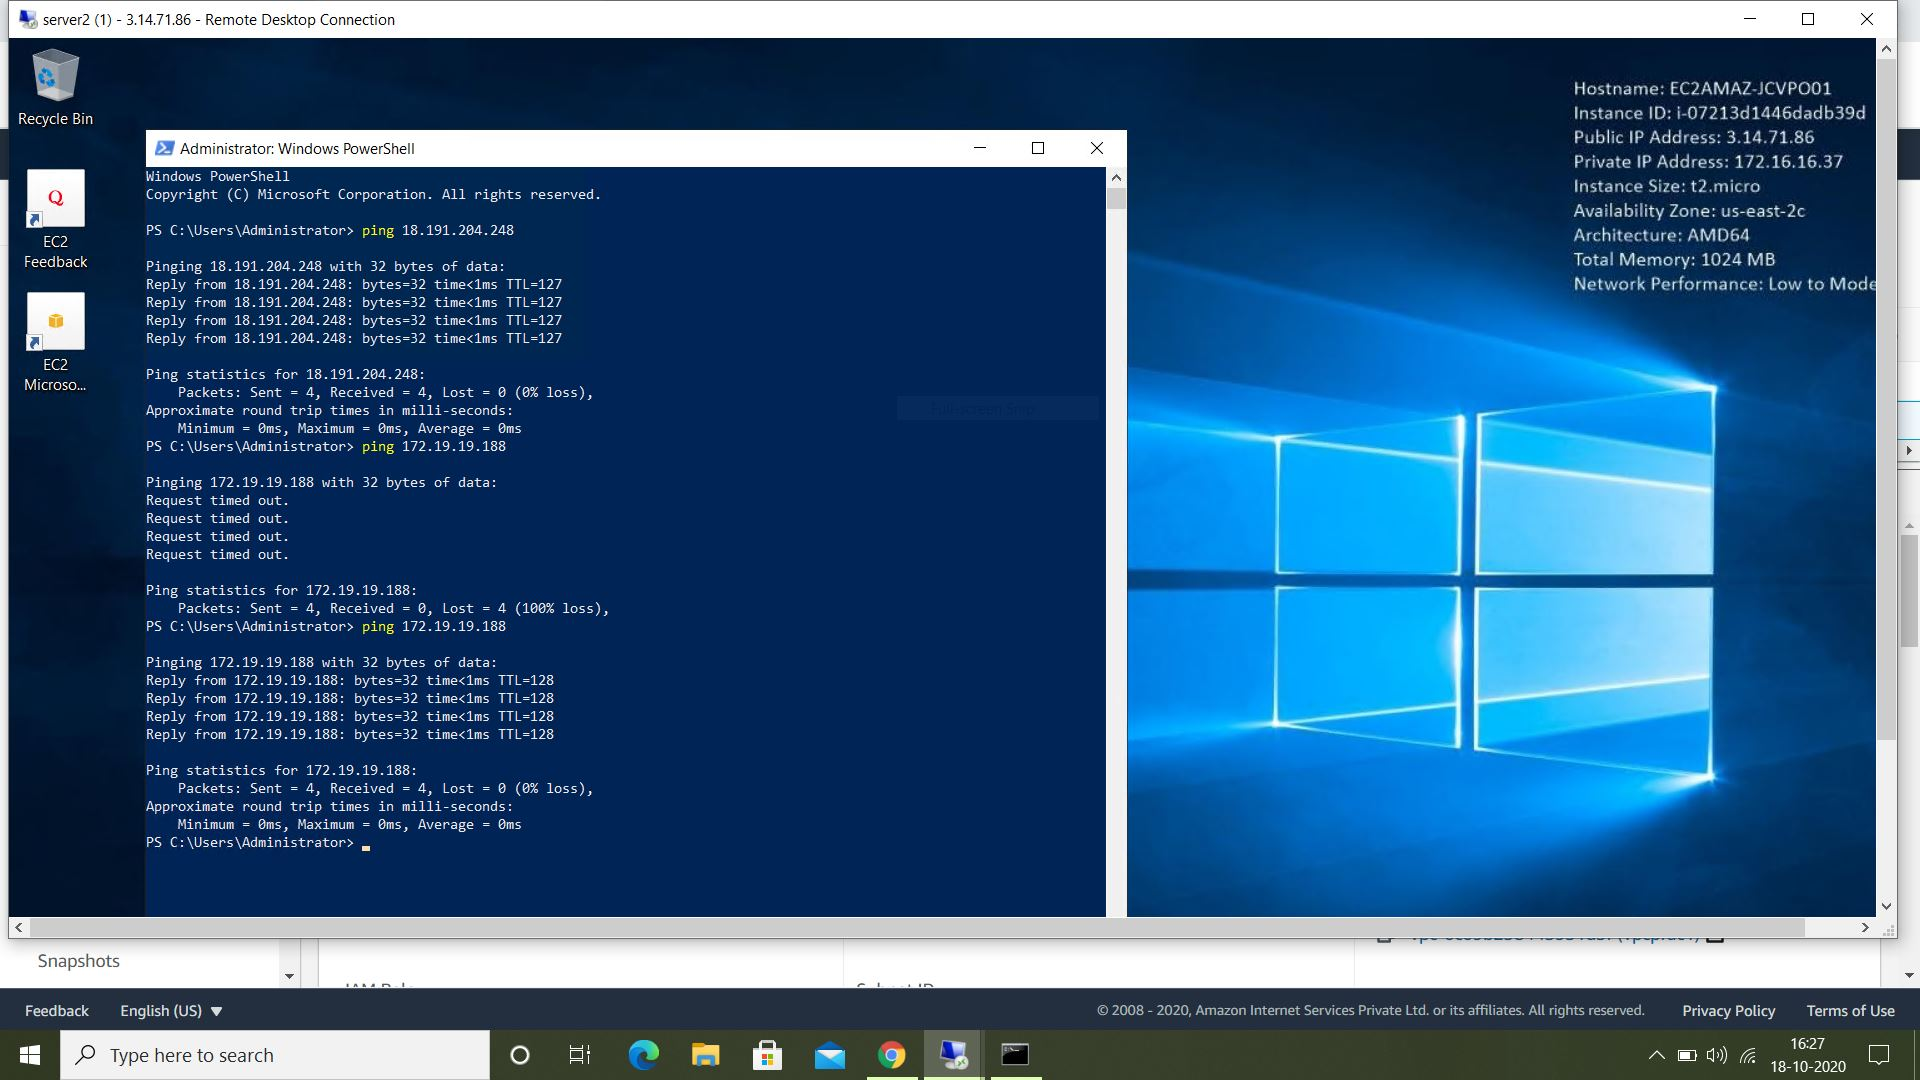 server2 (1) - 3.14.71.86 - Remote Desktop Connection
Recycle Bin
EC2
Feedback
EC2
Microso...
Hostname: EC2AMAZ-JCVPO01
Instance ID: i-07213d1446dadb39d
Public IP Address: 3.14.71.86
Private IP Address: 172.16.16.37
Instance Size: t2.micro
Availability Zone: us-east-2c
Architecture: AMD64
Total Memory: 1024 MB
Network Performance: Low to Mode
Administrator: Windows PowerShell
Windows PowerShell
Copyright (C) Microsoft Corporation. All rights reserved.
PS C:\Users\Administrator> ping 18.191.204.248
Pinging 18.191.204.248 with 32 bytes of data:
Reply from 18.191.204.248: bytes=32 time<1ms TTL=127
Reply from 18.191.204.248: bytes=32 time<1ms TTL=127
Reply from 18.191.204.248: bytes=32 time<1ms TTL=127
Reply from 18.191.204.248: bytes=32 time<1ms TTL=127
Ping statistics for 18.191.204.248:
Packets: Sent = 4, Received = 4, Lost = 0 (0% loss),
Approximate round trip times in milli-seconds:
Minimum = 0ms, Maximum = 0ms, Average = 0ms
PS C:\Users\Administrator> ping 172.19.19.188
Pinging 172.19.19.188 with 32 bytes of data:
Request timed out.
Request timed out.
Request timed out.
Request timed out.
Ping statistics for 172.19.19.188:
Packets: Sent = 4, Received = 0, Lost = 4 (100% loss),
PS C:\Users\Administrator> ping 172.19.19.188
Pinging 172.19.19.188 with 32 bytes of data:
Reply from 172.19.19.188: bytes=32 time<1ms TTL=128
Reply from 172.19.19.188: bytes=32 time<1ms TTL=128
Reply from 172.19.19.188: bytes=32 time<1ms TTL=128
Reply from 172.19.19.188: bytes=32 time<1ms TTL=128
Ping statistics for 172.19.19.188:
Packets: Sent = 4, Received = 4, Lost = 0 (0% loss),
Approximate round trip times in milli-seconds:
Minimum = 0ms, Maximum = 0ms, Average = 0ms
PS C:\Users\Administrator>
Full-screen Snip
Snapshots
Feedback
English (US)
© 2008 - 2020, Amazon Internet Services Private Ltd. or its affiliates. All rights reserved.
Privacy Policy
Terms of Use
Type here to search
16:27
18-10-2020